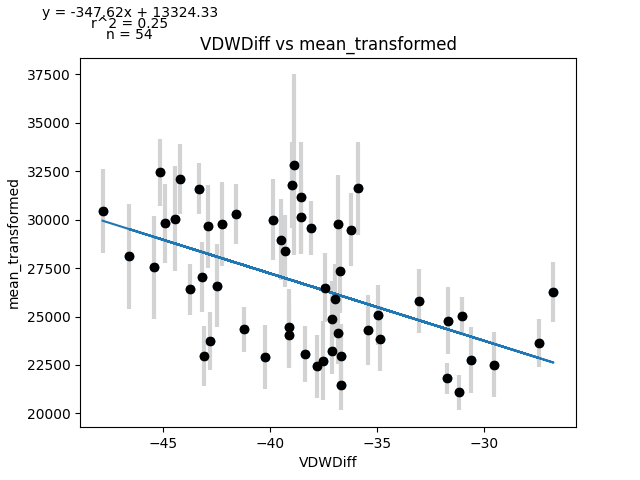 y = -347.62x + 13324.33
r^2 = 0.25
n = 54
VDWDiff vs mean_transformed
37500
35000
32500
30000
27500
25000
22500
20000
mean_transformed
−45
−40
−35
−30
VDWDiff